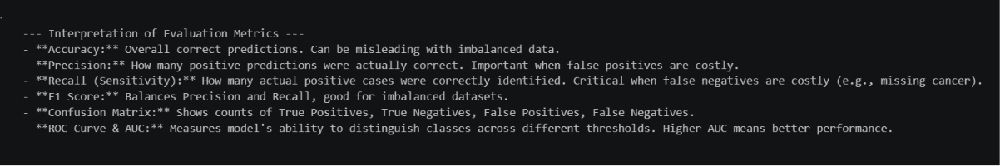 --- Interpretation of Evaluation Metrics ---
- **Accuracy:** Overall correct predictions. Can be misleading with imbalanced data.
- **Precision:** How many positive predictions were actually correct. Important when false positives are costly.
- **Recall (Sensitivity):** How many actual positive cases were correctly identified. Critical when false negatives are costly (e.g., missing cancer).
- **F1 Score:** Balances Precision and Recall, good for imbalanced datasets.
- **Confusion Matrix:** Shows counts of True Positives, True Negatives, False Positives, False Negatives.
- **ROC Curve & AUC:** Measures model's ability to distinguish classes across different thresholds. Higher AUC means better performance.